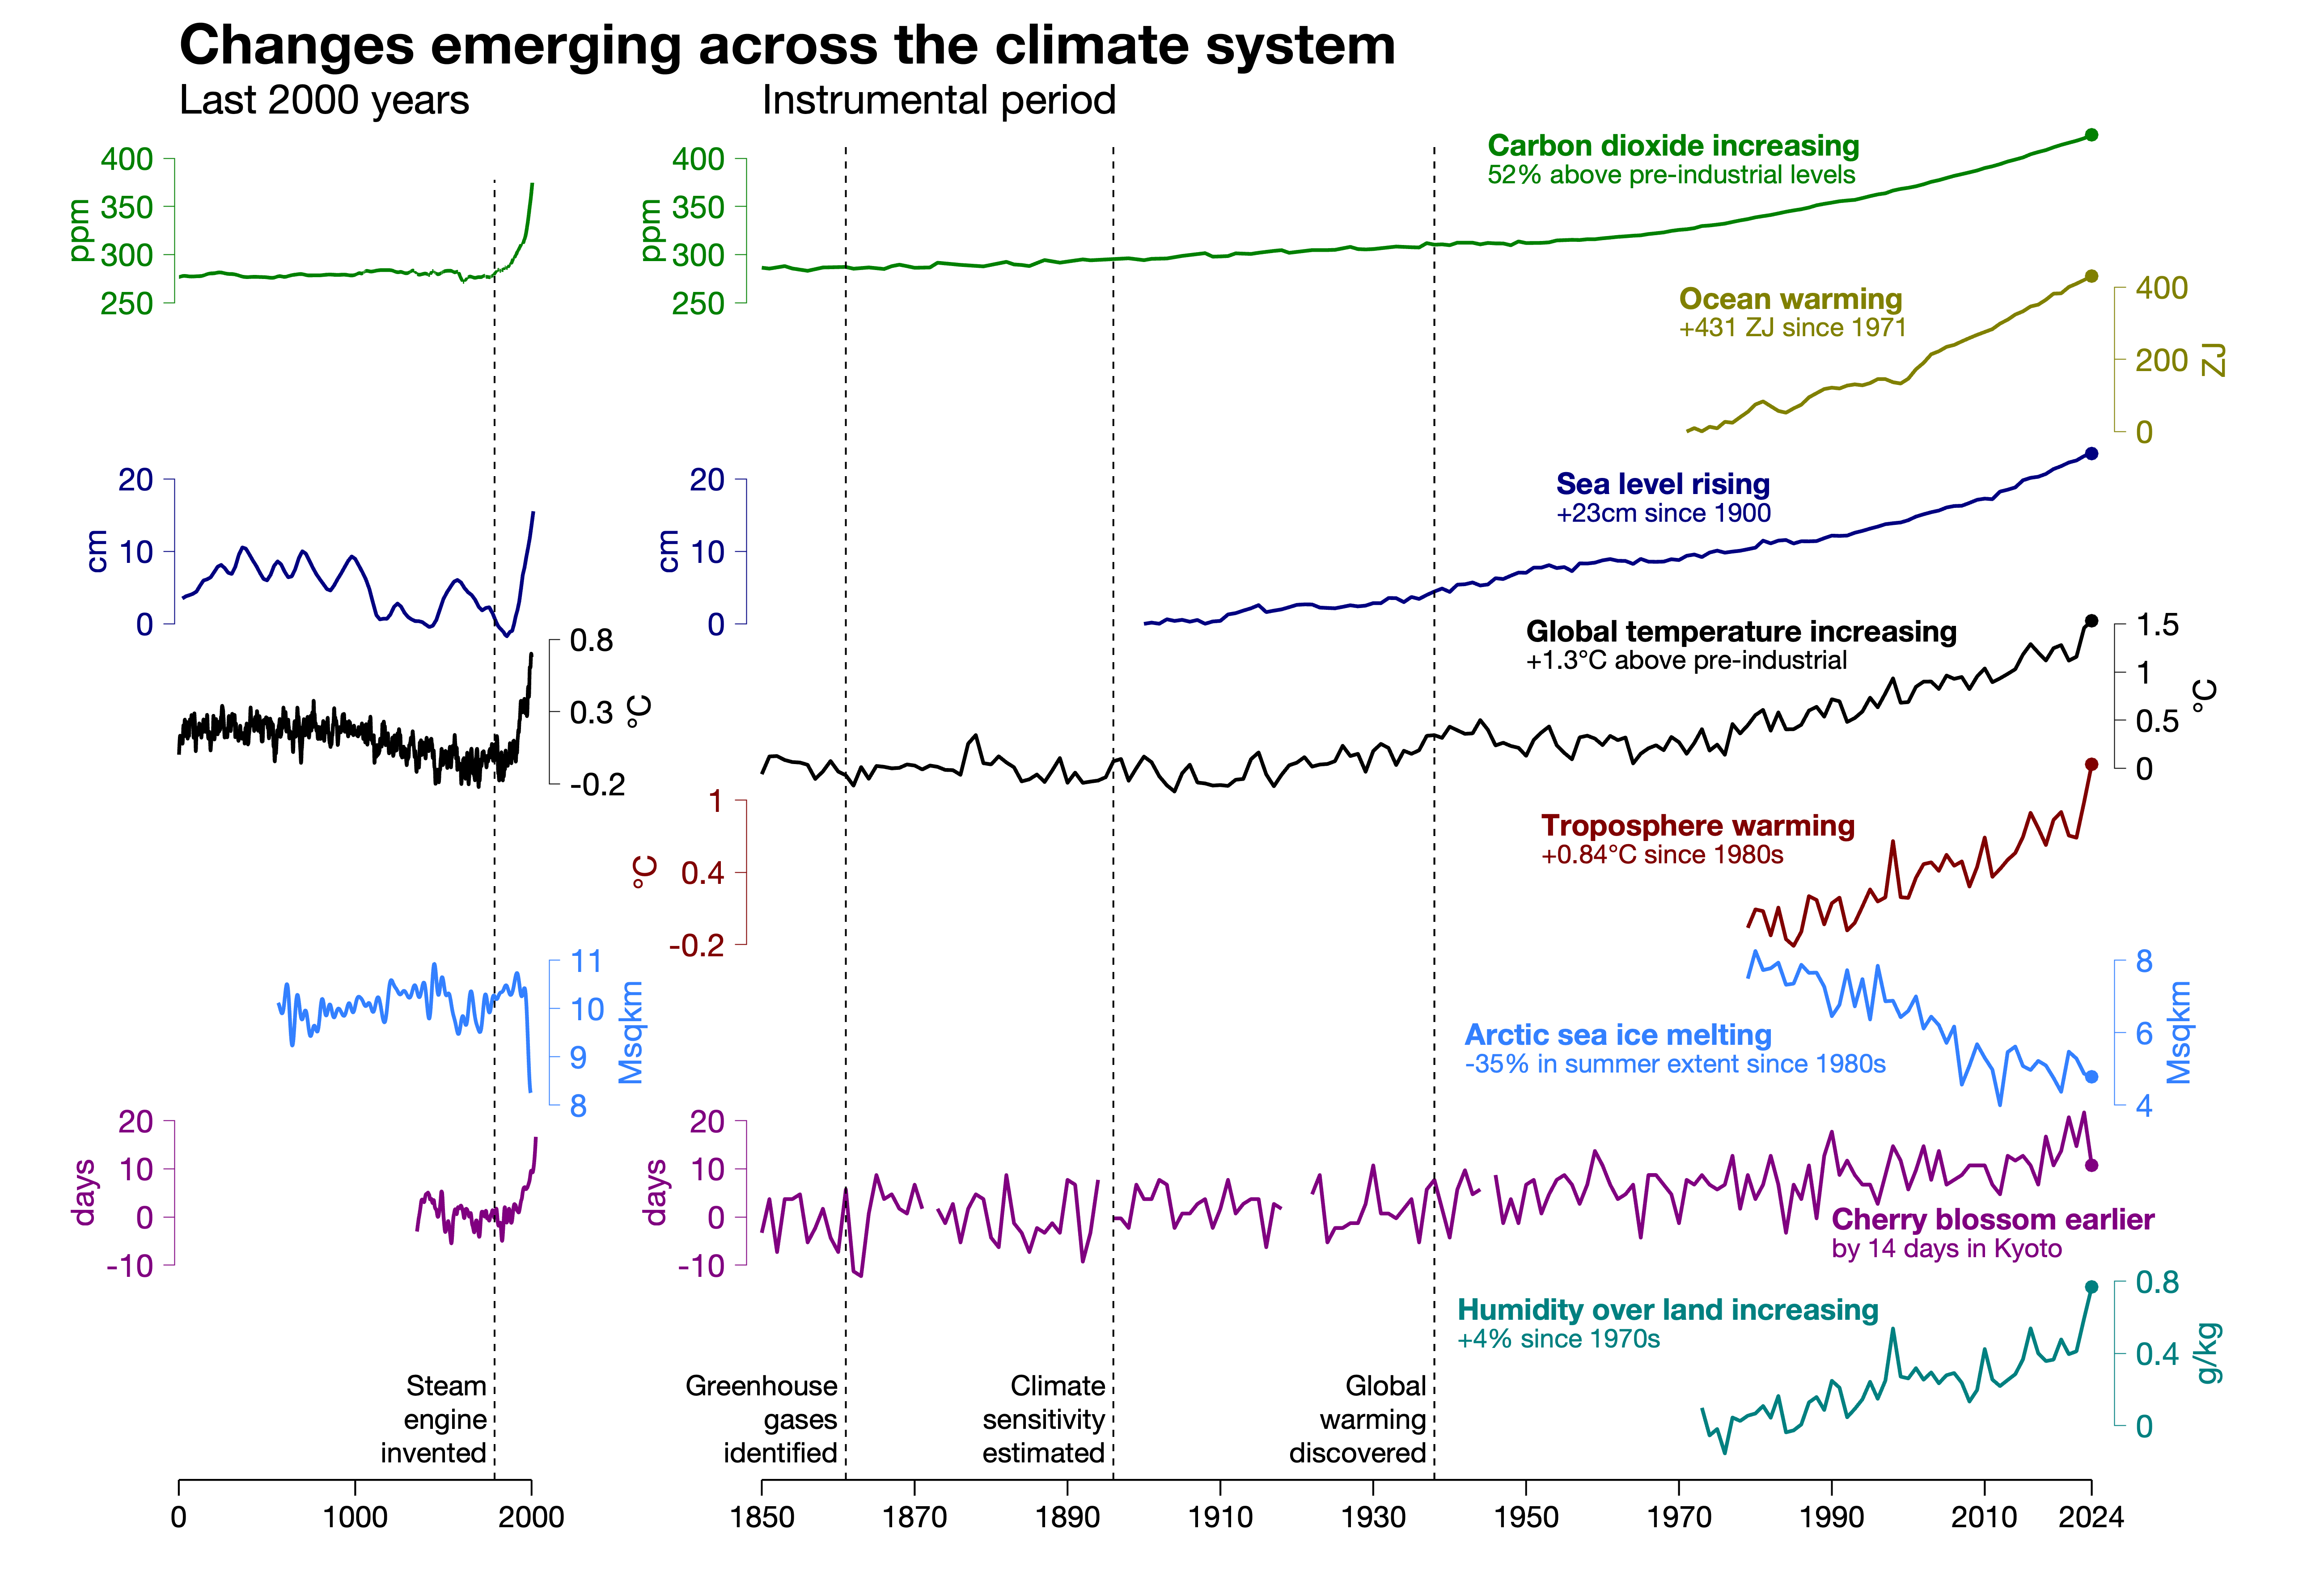 Changes emerging across the climate system
Last 2000 years
Instrumental period
400
350
300
250
ppm
400
350
300
250
ppm
Carbon dioxide increasing
52% above pre-industrial levels
Ocean warming
+431 ZJ since 1971
400
200
0
ZJ
20
10
0
cm
20
10
0
cm
Sea level rising
+23cm since 1900
0.8
0.3
-0.2
°C
Global temperature increasing
+1.3°C above pre-industrial
1.5
1
0.5
0
°C
1
0.4
-0.2
°C
Troposphere warming
+0.84°C since 1980s
11
10
9
8
Msqkm
Arctic sea ice melting
-35% in summer extent since 1980s
8
6
4
Msqkm
20
10
0
-10
days
20
10
0
-10
days
Cherry blossom earlier
by 14 days in Kyoto
Humidity over land increasing
+4% since 1970s
0.8
0.4
0
g/kg
Steam
engine
invented
Greenhouse
gases
identified
Climate
sensitivity
estimated
Global
warming
discovered
0 1000 2000
1850 1870 1890 1910 1930 1950 1970 1990 2010 2024